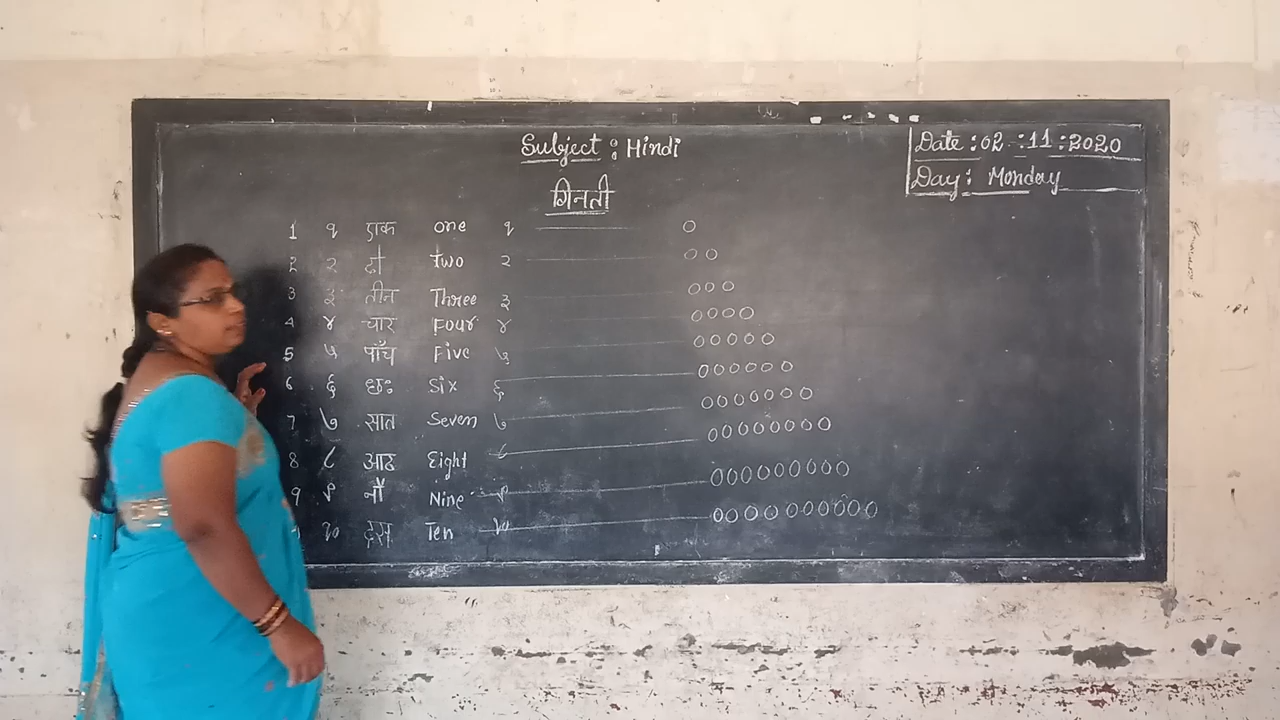 Subject : Hindi
Date : 02 : 11 : 2020
Day : Monday
गिनती
1 १ एक one १
2 २ दो Two २
3 ३ तीन Three ३
4 ४ चार Four ४
5 ५ पाँच Five ५
6 ६ छः Six ६
7 ७ सात Seven ७
8 ८ आठ Eight ८
9 ९ नौ Nine ९
१० दस Ten १०